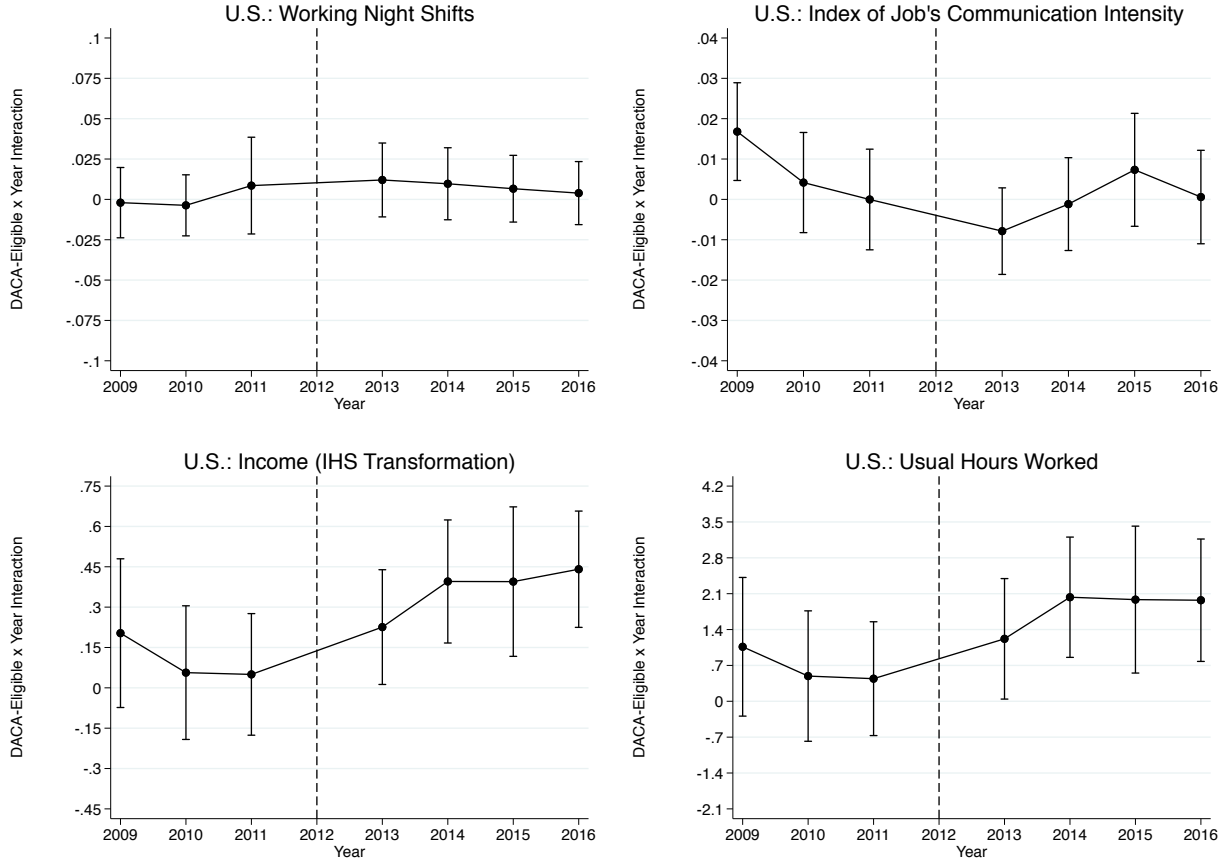 U.S.: Working Night Shifts
DACA-Eligible x Year Interaction
.1
.075
.05
.025
0
-.025
-.05
-.075
-.1
2009 2010 2011 2012 2013 2014 2015 2016
Year
U.S.: Index of Job's Communication Intensity
DACA-Eligible x Year Interaction
.04
.03
.02
.01
0
-.01
-.02
-.03
-.04
2009 2010 2011 2012 2013 2014 2015 2016
Year
U.S.: Income (IHS Transformation)
DACA-Eligible x Year Interaction
.75
.6
.45
.3
.15
0
-.15
-.3
-.45
2009 2010 2011 2012 2013 2014 2015 2016
Year
U.S.: Usual Hours Worked
DACA-Eligible x Year Interaction
4.2
3.5
2.8
2.1
1.4
.7
0
-.7
-1.4
-2.1
2009 2010 2011 2012 2013 2014 2015 2016
Year